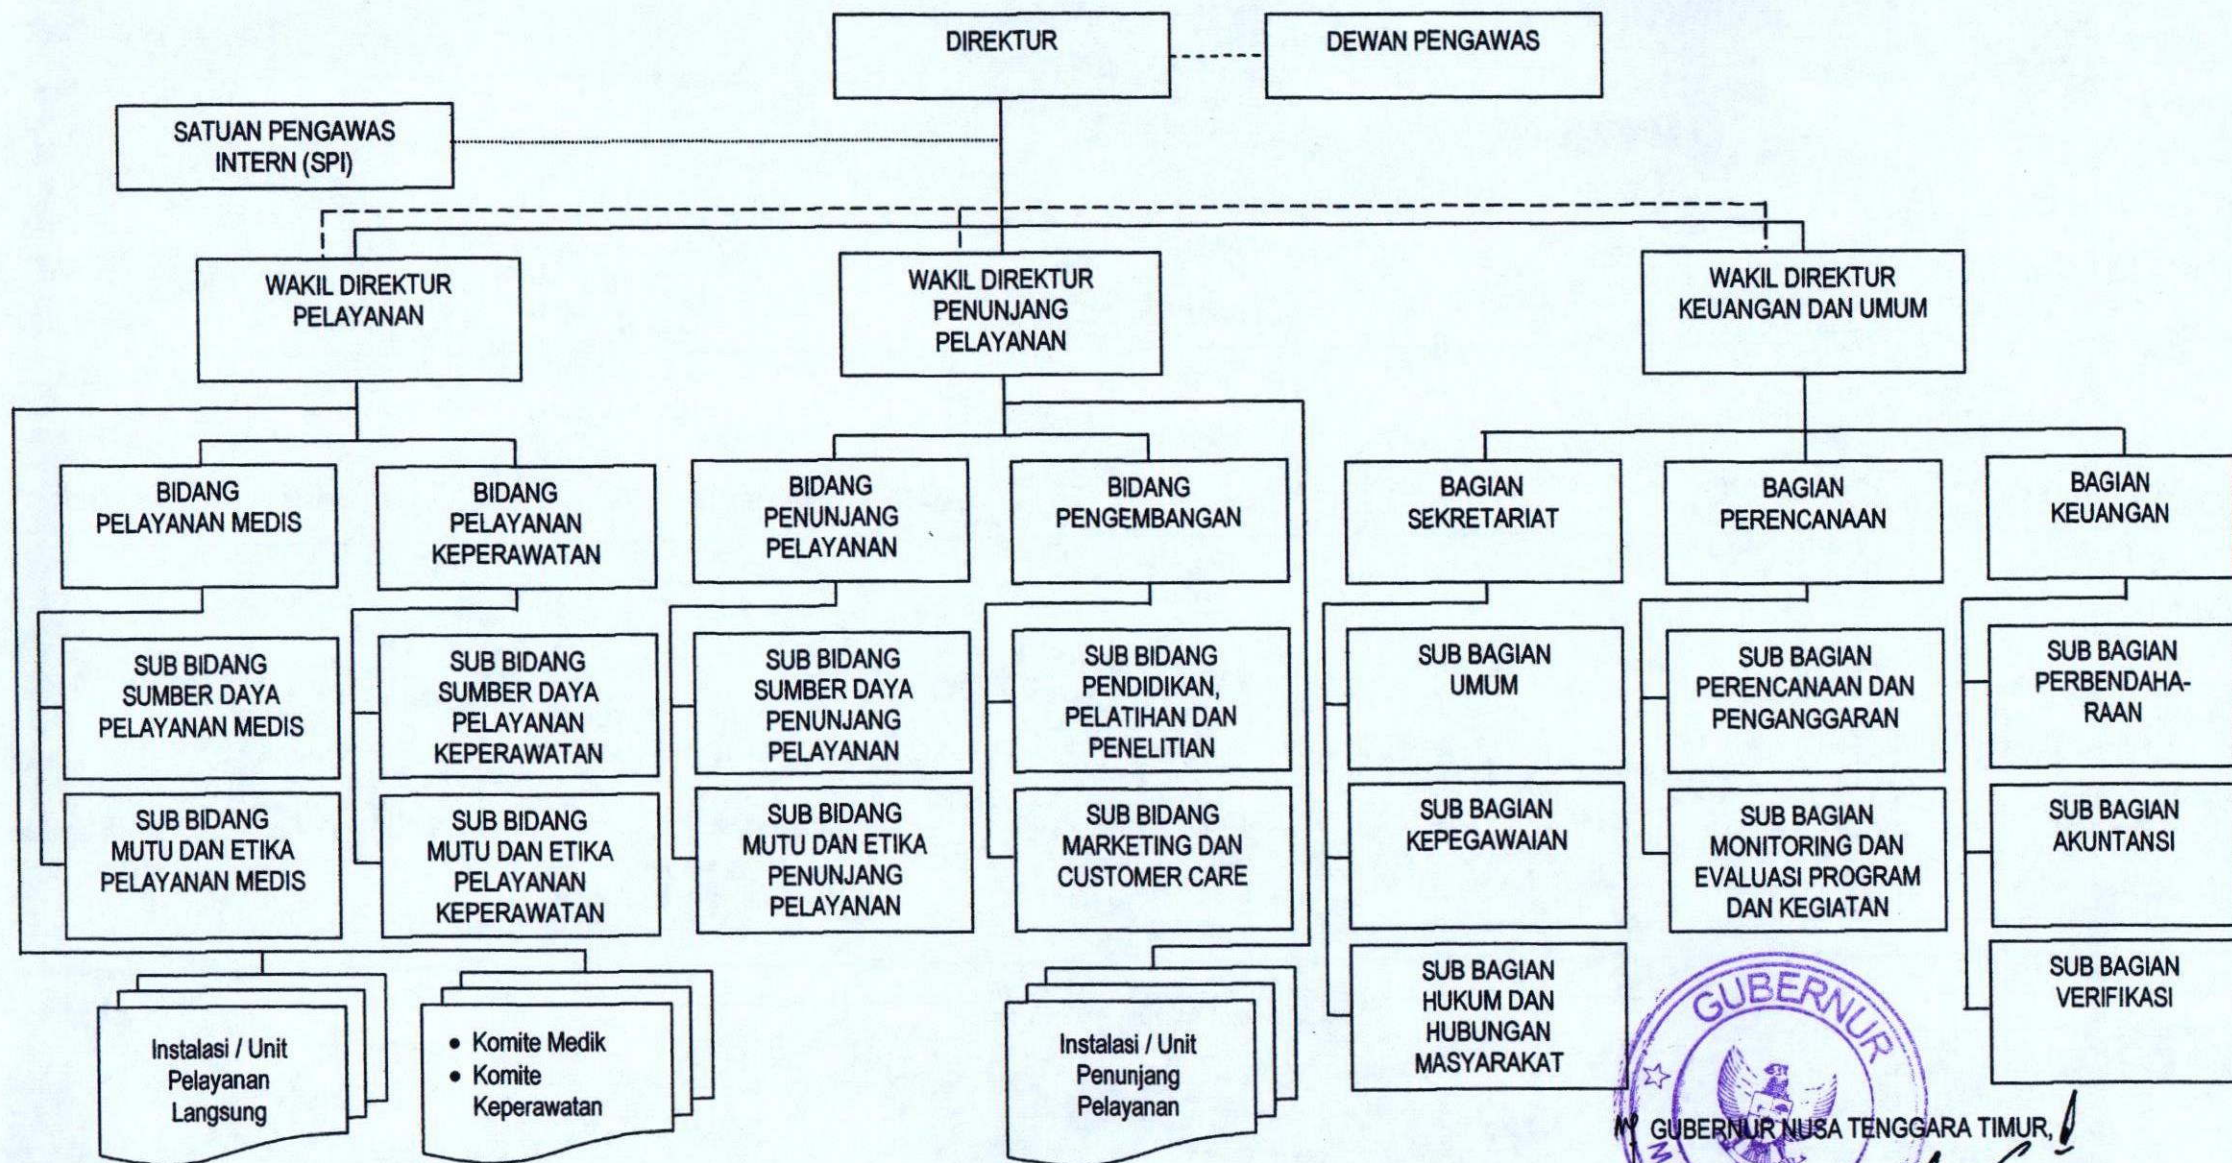 DIREKTUR
DEWAN PENGAWAS
SATUAN PENGAWAS
INTERN (SPI)
WAKIL DIREKTUR
PELAYANAN
WAKIL DIREKTUR
PENUNJANG
PELAYANAN
WAKIL DIREKTUR
KEUANGAN DAN UMUM
BIDANG
PELAYANAN MEDIS
BIDANG
PELAYANAN
KEPERAWATAN
BIDANG
PENUNJANG
PELAYANAN
BIDANG
PENGEMBANGAN
BAGIAN
SEKRETARIAT
BAGIAN
PERENCANAAN
BAGIAN
KEUANGAN
SUB BIDANG
SUMBER DAYA
PELAYANAN MEDIS
SUB BIDANG
SUMBER DAYA
PELAYANAN
KEPERAWATAN
SUB BIDANG
SUMBER DAYA
PENUNJANG
PELAYANAN
SUB BIDANG
PENDIDIKAN,
PELATIHAN DAN
PENELITIAN
SUB BAGIAN
UMUM
SUB BAGIAN
PERENCANAAN DAN
PENGANGGARAN
SUB BAGIAN
PERBENDAHA-
RAAN
SUB BIDANG
MUTU DAN ETIKA
PELAYANAN MEDIS
SUB BIDANG
MUTU DAN ETIKA
PELAYANAN
KEPERAWATAN
SUB BIDANG
MUTU DAN ETIKA
PENUNJANG
PELAYANAN
SUB BIDANG
MARKETING DAN
CUSTOMER CARE
SUB BAGIAN
KEPEGAWAIAN
SUB BAGIAN
MONITORING DAN
EVALUASI PROGRAM
DAN KEGIATAN
SUB BAGIAN
AKUNTANSI
SUB BAGIAN
HUKUM DAN
HUBUNGAN
MASYARAKAT
SUB BAGIAN
VERIFIKASI
Instalasi / Unit
Pelayanan
Langsung
• Komite Medik
• Komite
Keperawatan
Instalasi / Unit
Penunjang
Pelayanan
GUBERNUR
GUBERNUR NUSA TENGGARA TIMUR,